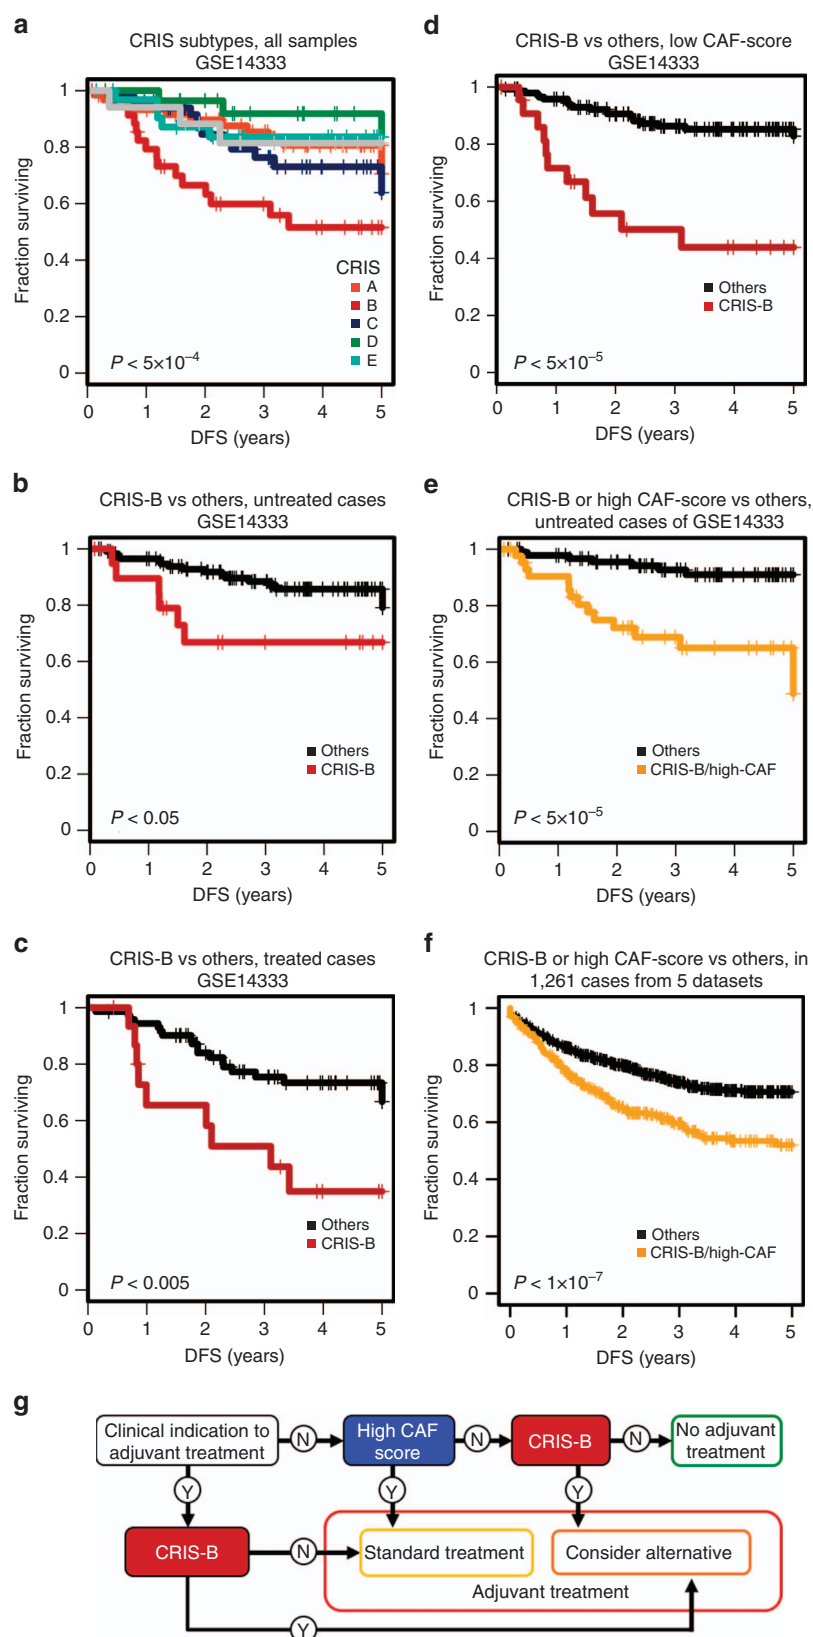 a
CRIS subtypes, all samples
GSE14333
Fraction surviving
1
0.8
0.6
0.4
0.2
0
CRIS
A
B
C
D
E
P < 5×10–4
0 1 2 3 4 5
DFS (years)
b
CRIS-B vs others, untreated cases
GSE14333
Fraction surviving
1
0.8
0.6
0.4
0.2
0
Others
CRIS-B
P < 0.05
0 1 2 3 4 5
DFS (years)
c
CRIS-B vs others, treated cases
GSE14333
Fraction surviving
1
0.8
0.6
0.4
0.2
0
Others
CRIS-B
P < 0.005
0 1 2 3 4 5
DFS (years)
d
CRIS-B vs others, low CAF-score
GSE14333
Fraction surviving
1
0.8
0.6
0.4
0.2
0
Others
CRIS-B
P < 5×10–5
0 1 2 3 4 5
DFS (years)
e
CRIS-B or high CAF-score vs others,
untreated cases of GSE14333
Fraction surviving
1
0.8
0.6
0.4
0.2
0
Others
CRIS-B/high-CAF
P < 5×10–5
0 1 2 3 4 5
DFS (years)
f
CRIS-B or high CAF-score vs others, in
1,261 cases from 5 datasets
Fraction surviving
1
0.8
0.6
0.4
0.2
0
Others
CRIS-B/high-CAF
P < 1×10–7
0 1 2 3 4 5
DFS (years)
g
Clinical indication to
adjuvant treatment
N
High CAF
score
N
CRIS-B
N
No adjuvant
treatment
Y
Y
Y
CRIS-B
N
Standard treatment
Consider alternative
Adjuvant treatment
Y